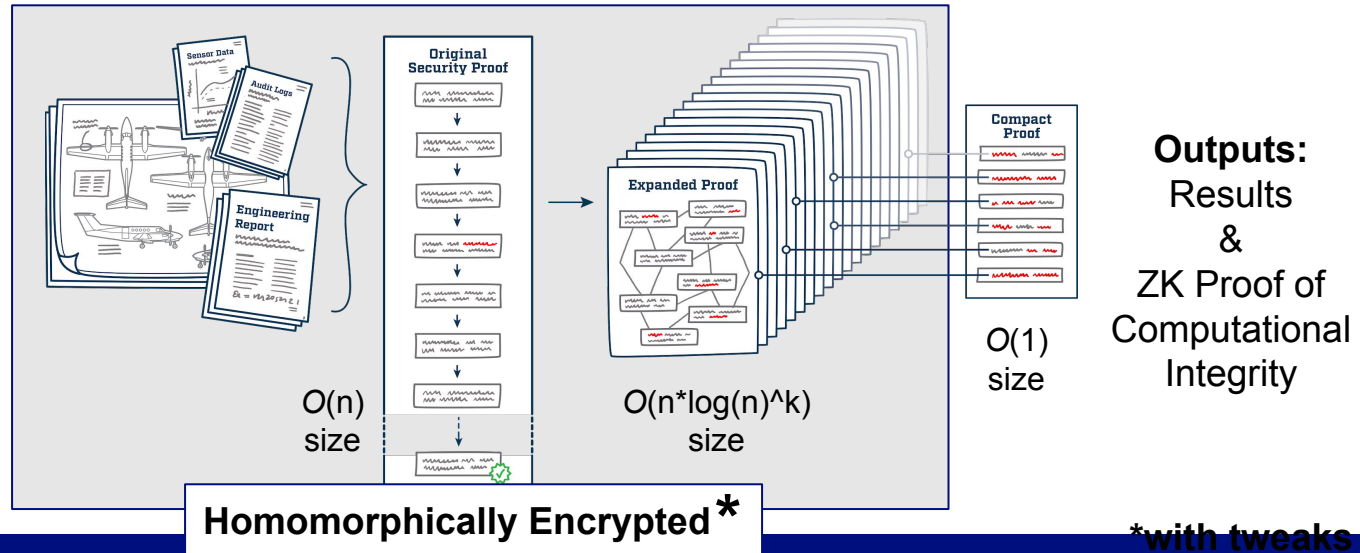 Sensor Data
Audit Logs
Engineering
Report
Original
Security Proof
Expanded Proof
Compact
Proof
O(n)
size
O(n*log(n)^k)
size
O(1)
size
Outputs:
Results
&
ZK Proof of
Computational
Integrity
Homomorphically Encrypted*
*with tweaks